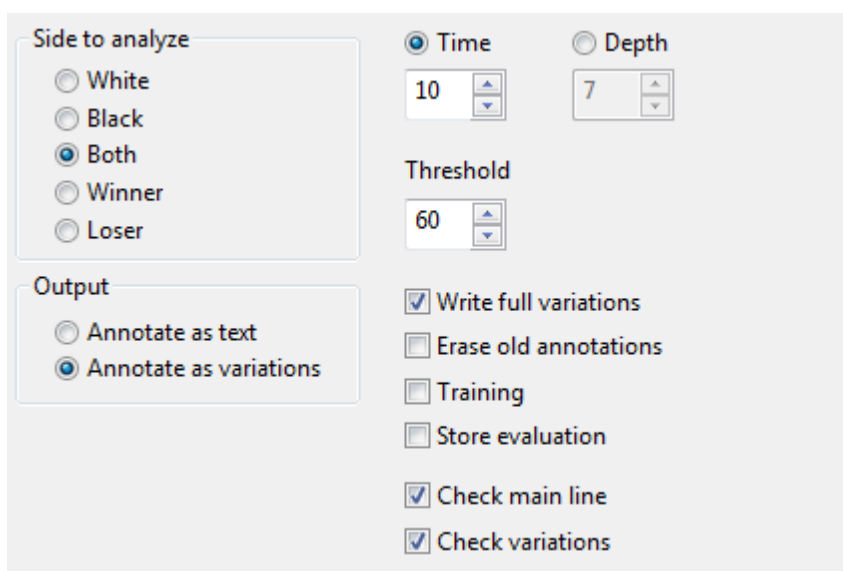 Side to analyze
White
Black
Both
Winner
Loser
Output
Annotate as text
Annotate as variations
Time
Depth
10
7
Threshold
60
Write full variations
Erase old annotations
Training
Store evaluation
Check main line
Check variations